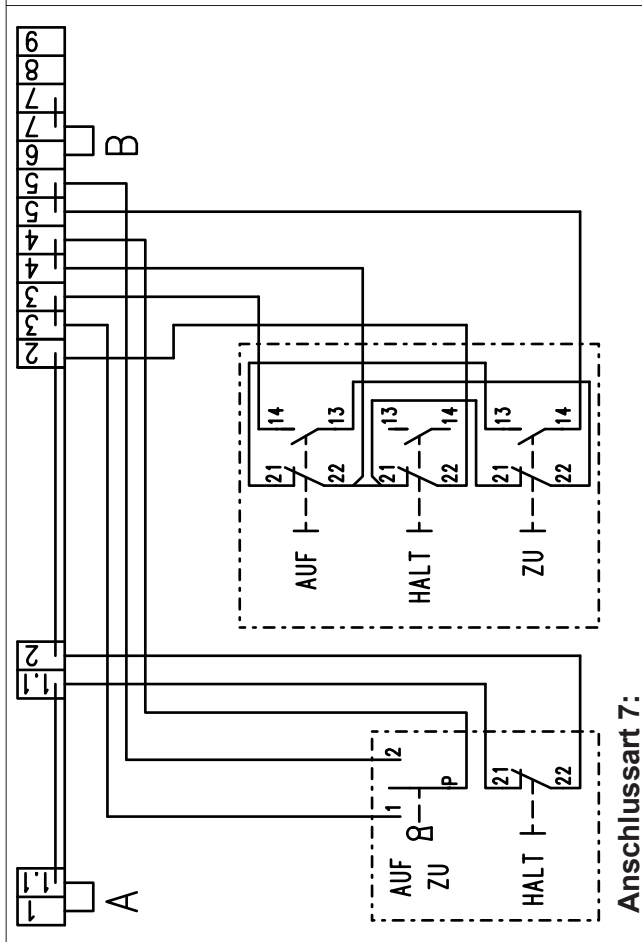 1 1.1 1.1 2 2 3 3 4 4 5 5 6 7 7 8 9
A B
1 2
AUF
ZU
P
21
HALT
22
21 14
AUF
22 13
21 13
HALT
22 14
21 13
ZU
22 14
Anschlussart 7: